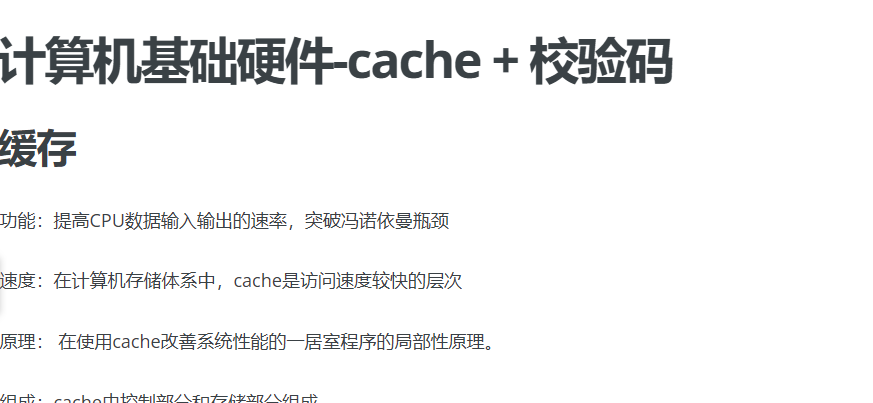 计算机基础硬件-cache + 校验码
缓存
功能：提高CPU数据输入输出的速率，突破冯诺依曼瓶颈
速度：在计算机存储体系中，cache是访问速度较快的层次
原理： 在使用cache改善系统性能的一居室程序的局部性原理。
组成：cache由控制部分和存储部分组成